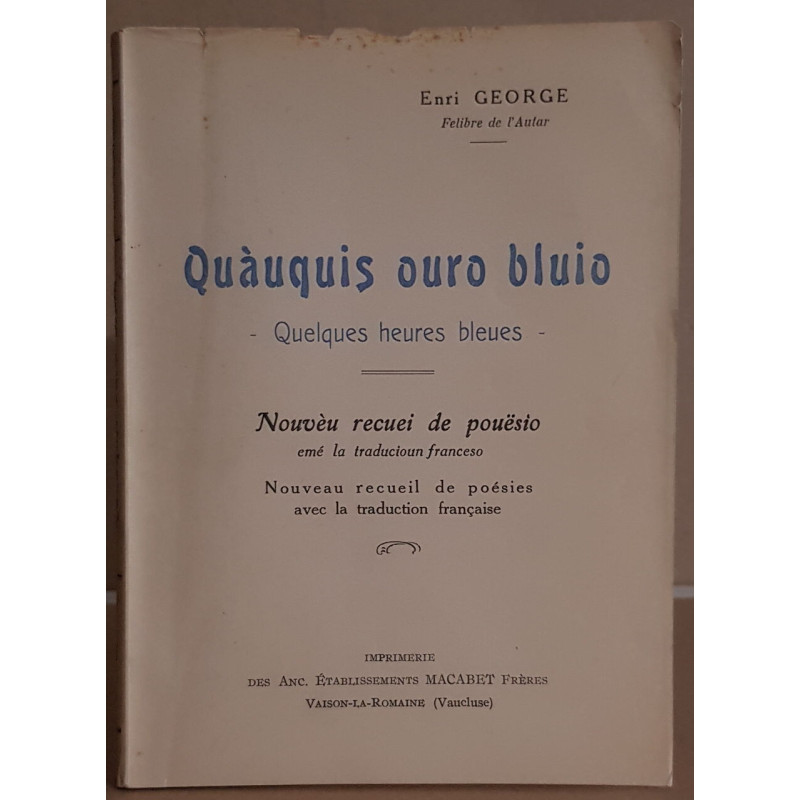 Enri GEORGE
Felibre de l'Autar
Quàuquis ouro bluio
- Quelques heures bleues -
Nouvèu recuei de pouësio
emé la traducioun franceso
Nouveau recueil de poésies
avec la traduction française
IMPRIMERIE
DES ANC. ÉTABLISSEMENTS MACABET FRÈRES
VAISON-LA-ROMAINE (Vaucluse)